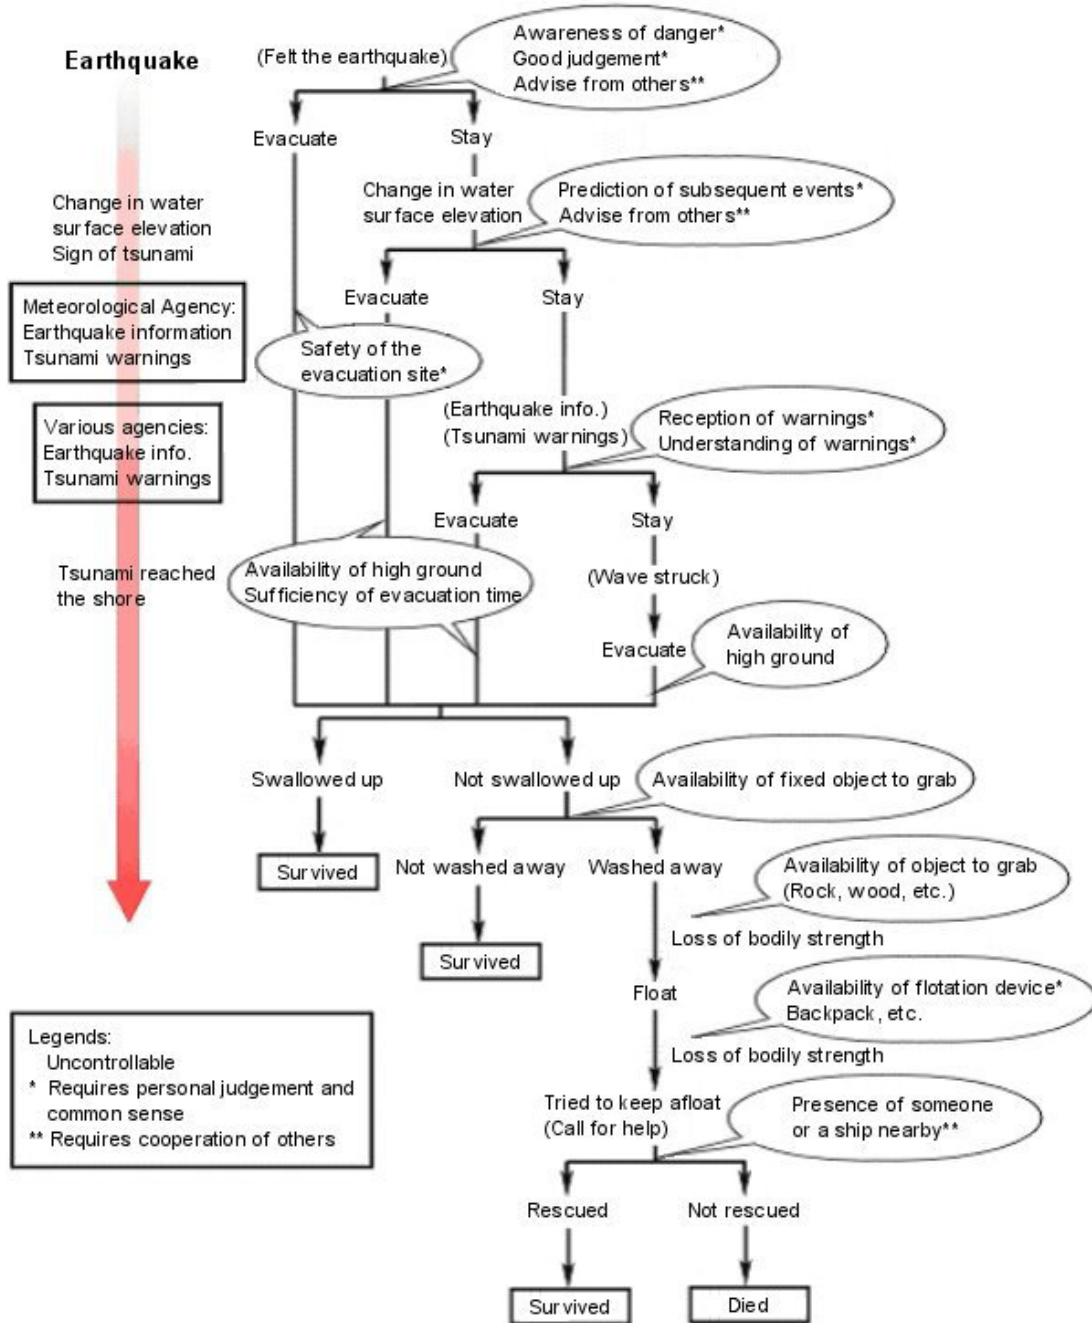 Earthquake
(Felt the earthquake)
Awareness of danger*
Good judgement*
Advise from others**
Evacuate
Stay
Change in water
surface elevation
Sign of tsunami
Change in water
surface elevation
Prediction of subsequent events*
Advise from others**
Evacuate
Stay
Meteorological Agency:
Earthquake information
Tsunami warnings
Safety of the
evacuation site*
Various agencies:
Earthquake info.
Tsunami warnings
(Earthquake info.)
(Tsunami warnings)
Reception of warnings*
Understanding of warnings*
Evacuate
Stay
Tsunami reached
the shore
Availability of high ground
Sufficiency of evacuation time
(Wave struck)
Evacuate
Availability of
high ground
Swallowed up
Not swallowed up
Availability of fixed object to grab
Survived
Not washed away
Washed away
Availability of object to grab
(Rock, wood, etc.)
Survived
Loss of bodily strength
Float
Availability of flotation device*
Backpack, etc.
Loss of bodily strength
Tried to keep afloat
(Call for help)
Presence of someone
or a ship nearby**
Rescued
Not rescued
Survived
Died
Legends:
Uncontrollable
* Requires personal judgement and
common sense
** Requires cooperation of others